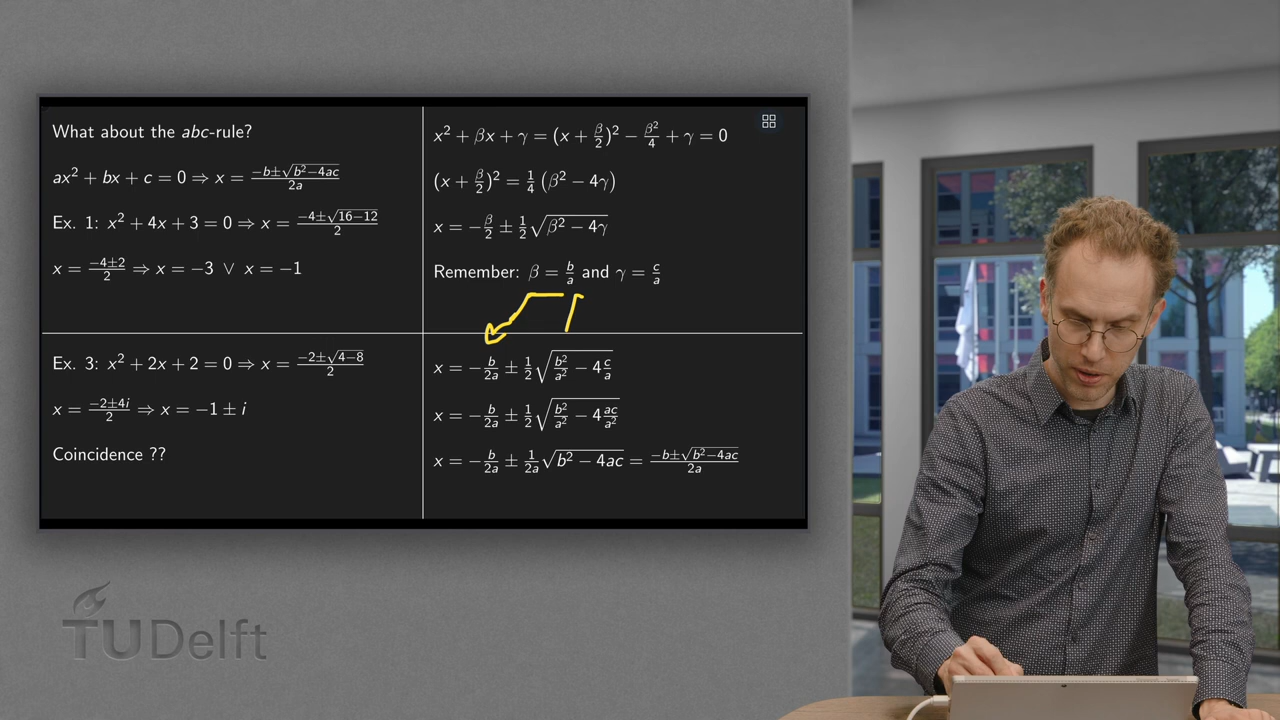 What about the abc-rule?
ax² + bx + c = 0 ⇒ x = (-b±√(b²-4ac))/(2a)
Ex. 1: x² + 4x + 3 = 0 ⇒ x = (-4±√(16-12))/2
x = (-4±2)/2 ⇒ x = -3 ∨ x = -1
Ex. 3: x² + 2x + 2 = 0 ⇒ x = (-2±√(4-8))/2
x = (-2±4i)/2 ⇒ x = -1 ± i
Coincidence ??
x² + βx + γ = (x + β/2)² - β²/4 + γ = 0
(x + β/2)² = 1/4 (β² - 4γ)
x = -β/2 ± 1/2 √(β² - 4γ)
Remember: β = b/a and γ = c/a
x = -b/(2a) ± 1/2 √(b²/a² - 4 c/a)
x = -b/(2a) ± 1/2 √(b²/a² - 4 ac/a²)
x = -b/(2a) ± 1/(2a) √(b² - 4ac) = (-b±√(b²-4ac))/(2a)
TUDelft